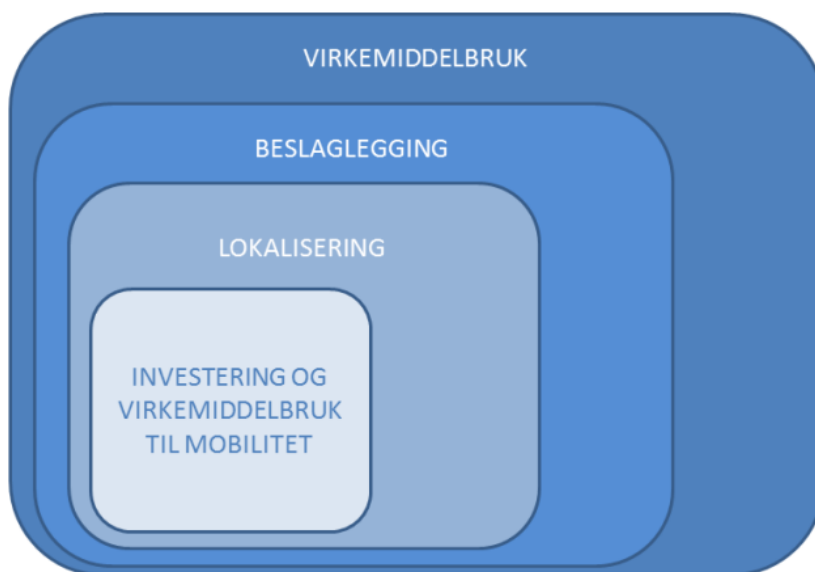 VIRKEMIDDELBRUK
BESLAGLEGGING
LOKALISERING
INVESTERING OG
VIRKEMIDDELBRUK
TIL MOBILITET